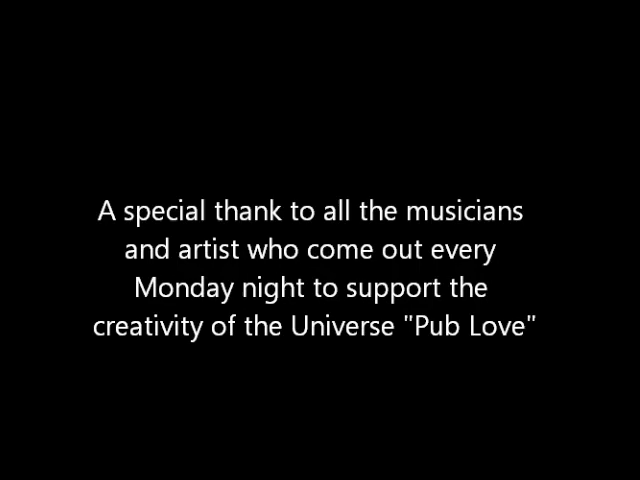 A special thank to all the musicians
and artist who come out every
Monday night to support the
creativity of the Universe "Pub Love"